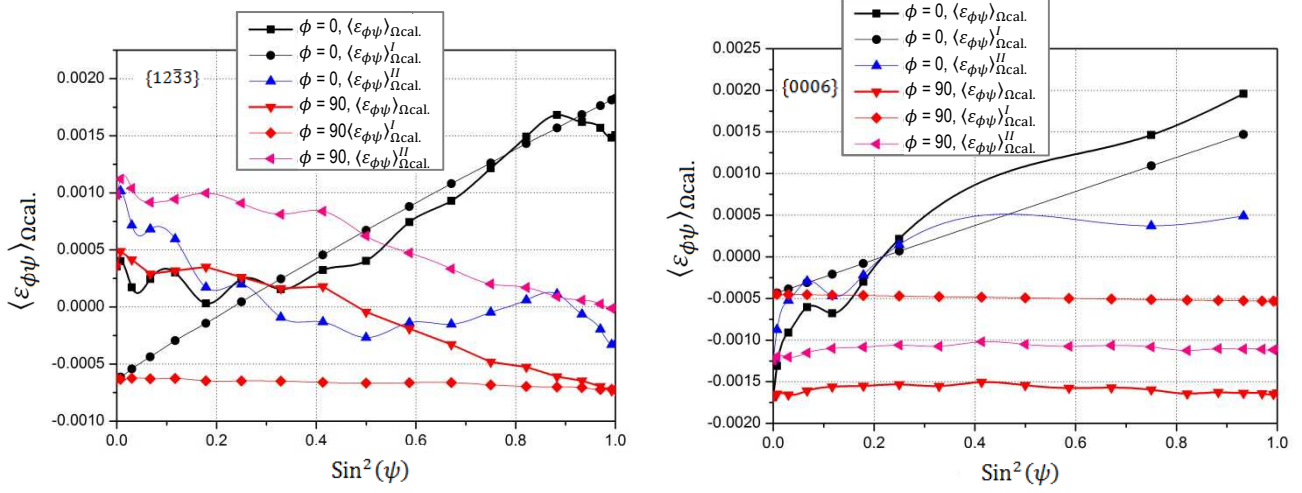 ϕ = 0, ⟨ε_ϕψ⟩_Ωcal.
ϕ = 0, ⟨ε_ϕψ⟩^I_Ωcal.
ϕ = 0, ⟨ε_ϕψ⟩^II_Ωcal.
ϕ = 90, ⟨ε_ϕψ⟩_Ωcal.
ϕ = 90⟨ε_ϕψ⟩^I_Ωcal.
ϕ = 90, ⟨ε_ϕψ⟩^II_Ωcal.
{123̄3}
0.0020
0.0015
0.0010
0.0005
0.0000
-0.0005
-0.0010
⟨ε_ϕψ⟩_Ωcal.
0.0 0.2 0.4 0.6 0.8 1.0
Sin²(ψ)
ϕ = 0, ⟨ε_ϕψ⟩_Ωcal.
ϕ = 0, ⟨ε_ϕψ⟩^I_Ωcal.
ϕ = 0, ⟨ε_ϕψ⟩^II_Ωcal.
ϕ = 90, ⟨ε_ϕψ⟩_Ωcal.
ϕ = 90, ⟨ε_ϕψ⟩^I_Ωcal.
ϕ = 90, ⟨ε_ϕψ⟩^II_Ωcal.
{0006}
0.0025
0.0020
0.0015
0.0010
0.0005
0.0000
-0.0005
-0.0010
-0.0015
-0.0020
⟨ε_ϕψ⟩_Ωcal.
0.0 0.2 0.4 0.6 0.8 1.0
Sin²(ψ)